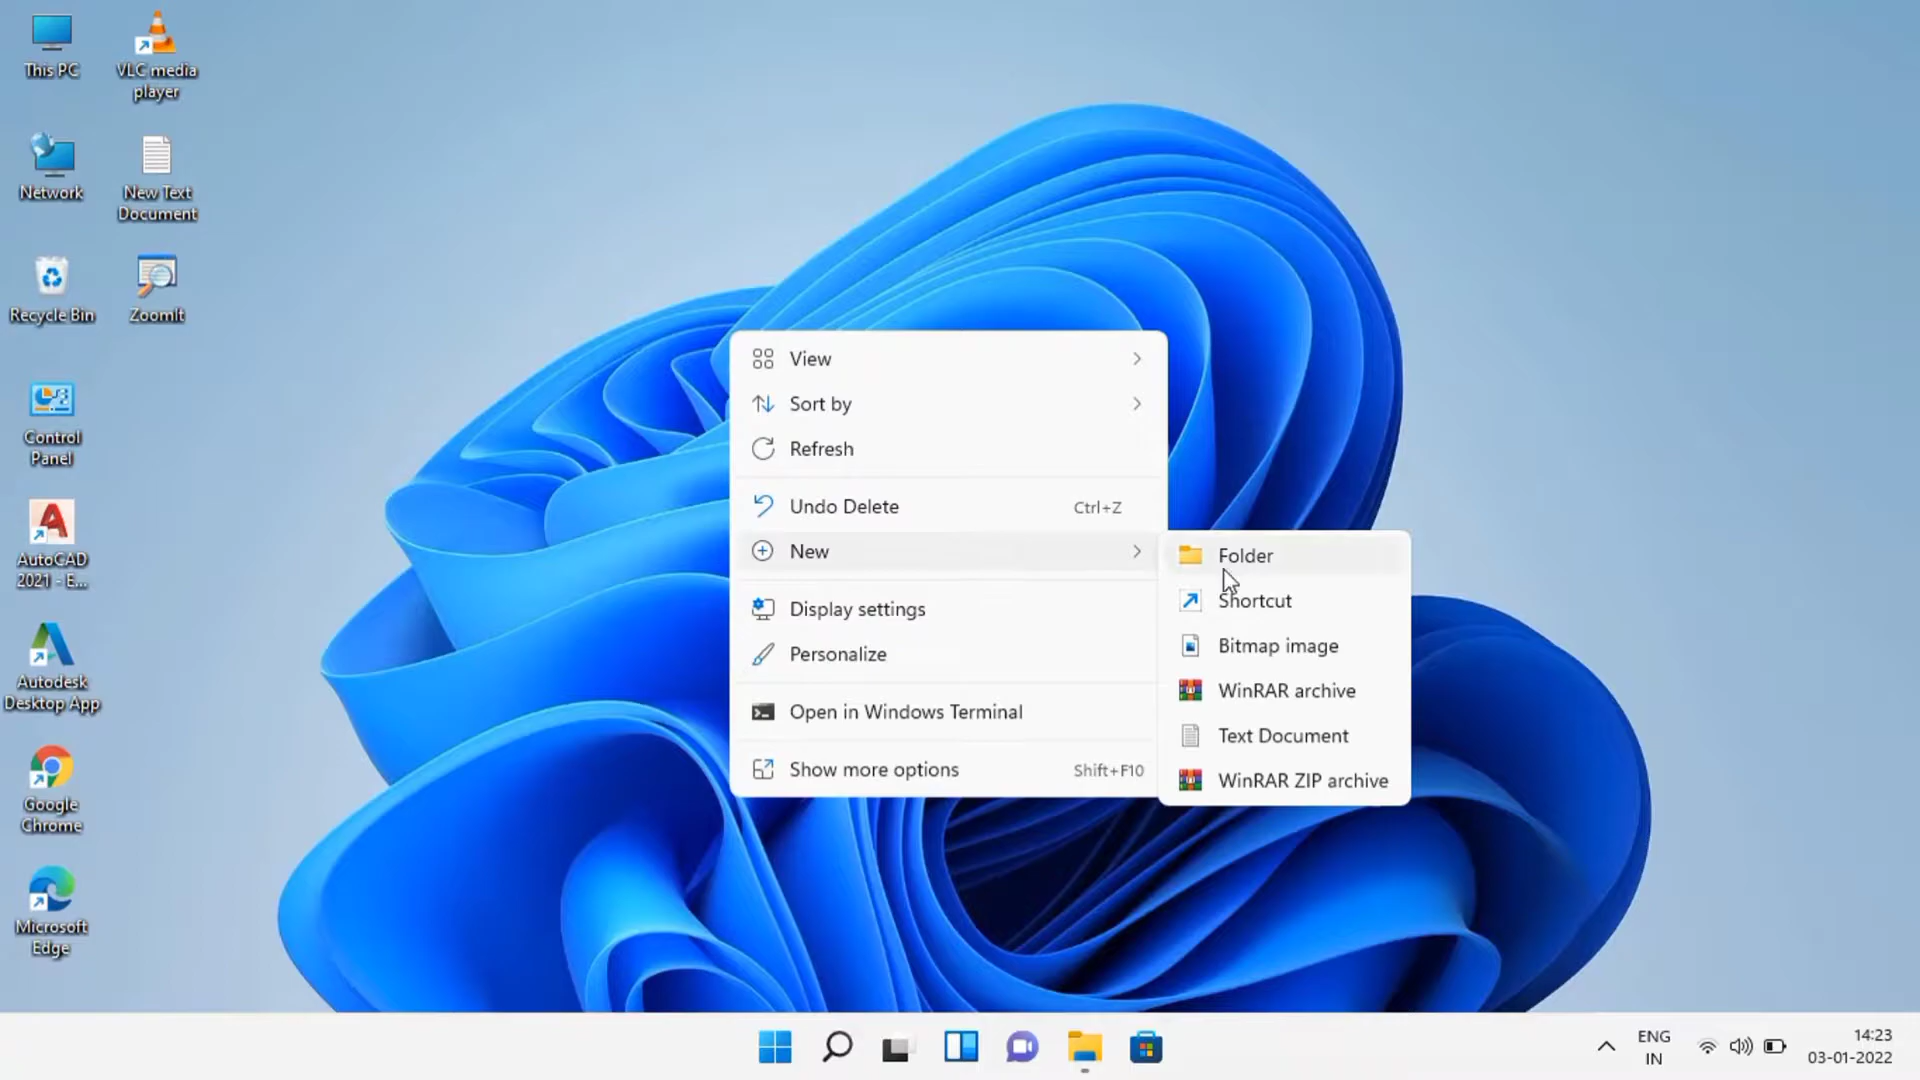 This PC
VLC media
player
Network
New Text
Document
Recycle Bin
ZoomIt
Control
Panel
AutoCAD
2021 - E...
Autodesk
Desktop App
Google
Chrome
Microsoft
Edge
View
Sort by
Refresh
Undo Delete Ctrl+Z
New
Display settings
Personalize
Open in Windows Terminal
Show more options Shift+F10
Folder
Shortcut
Bitmap image
WinRAR archive
Text Document
WinRAR ZIP archive
ENG
IN
14:23
03-01-2022